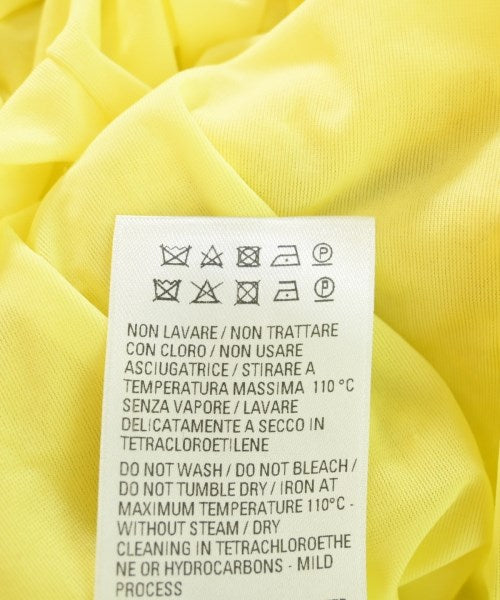 P
P
NON LAVARE / NON TRATTARE
CON CLORO / NON USARE
ASCIUGATRICE / STIRARE A
TEMPERATURA MASSIMA 110 °C
SENZA VAPORE / LAVARE
DELICATAMENTE A SECCO IN
TETRACLOROETILENE
DO NOT WASH / DO NOT BLEACH /
DO NOT TUMBLE DRY / IRON AT
MAXIMUM TEMPERATURE 110°C -
WITHOUT STEAM / DRY
CLEANING IN TETRACHLOROETHE
NE OR HYDROCARBONS - MILD
PROCESS